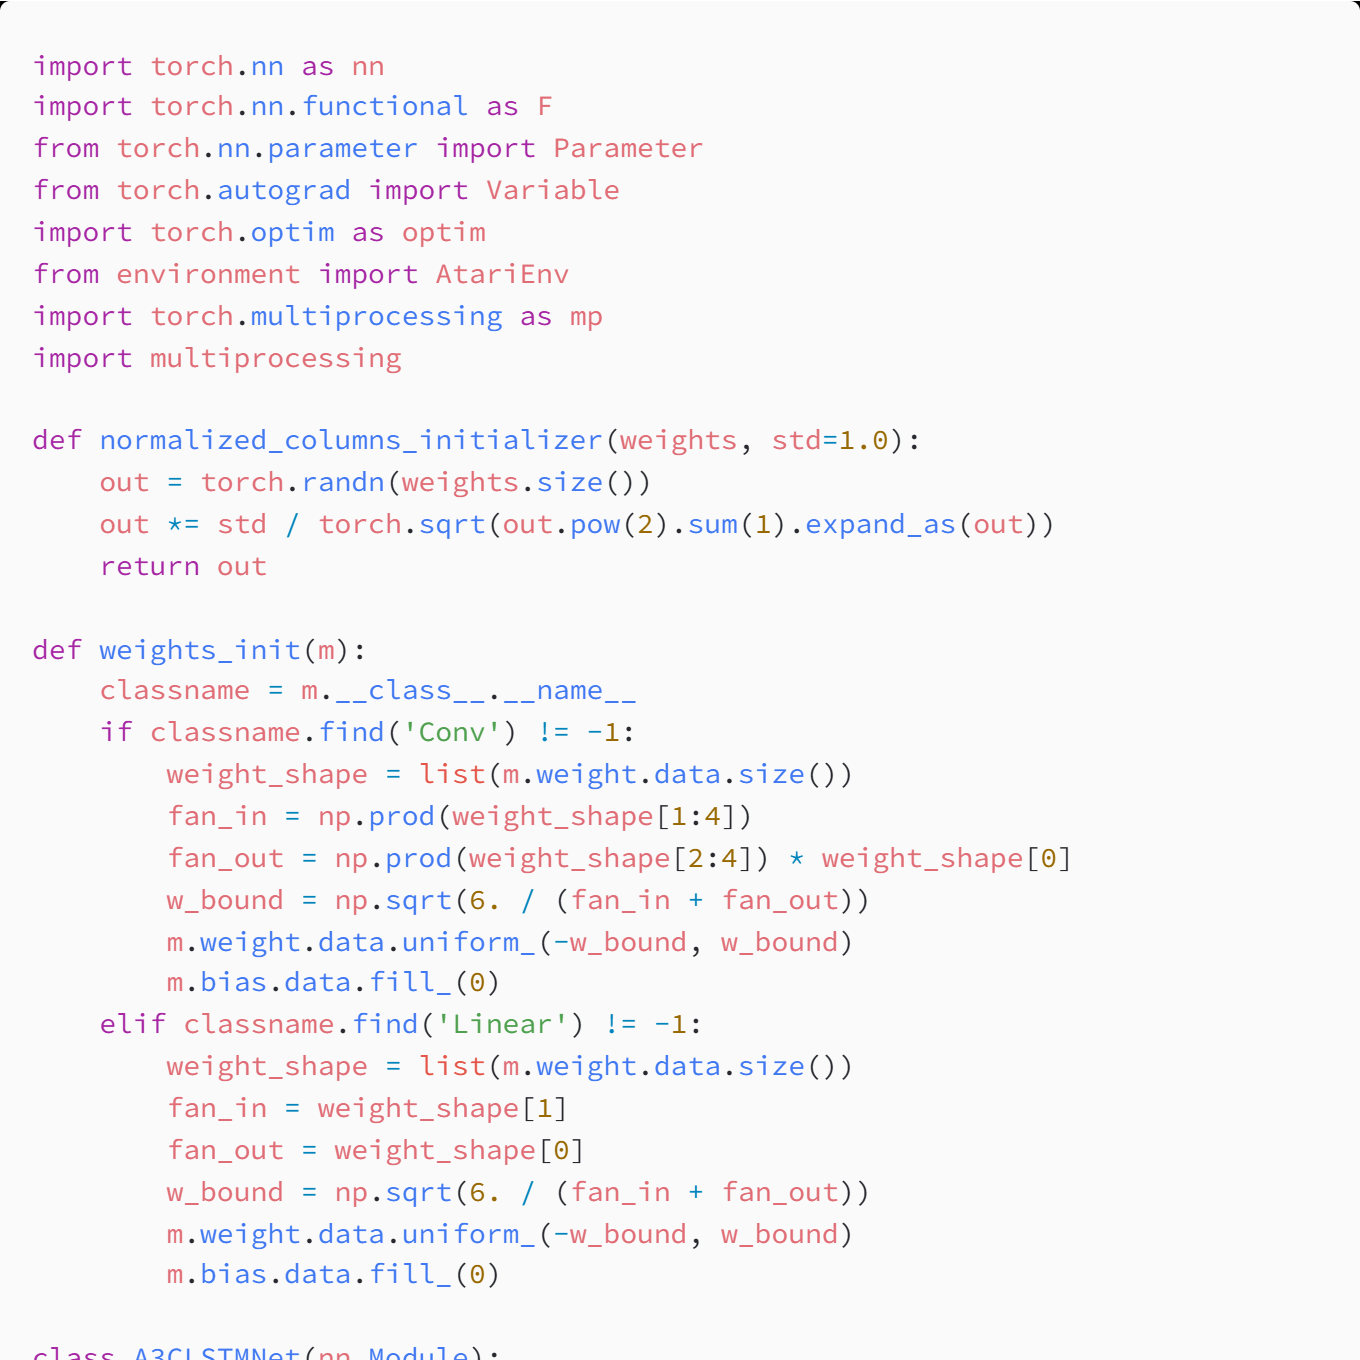 import torch.nn as nn
import torch.nn.functional as F
from torch.nn.parameter import Parameter
from torch.autograd import Variable
import torch.optim as optim
from environment import AtariEnv
import torch.multiprocessing as mp
import multiprocessing

def normalized_columns_initializer(weights, std=1.0):
    out = torch.randn(weights.size())
    out *= std / torch.sqrt(out.pow(2).sum(1).expand_as(out))
    return out

def weights_init(m):
    classname = m.__class__.__name__
    if classname.find('Conv') != -1:
        weight_shape = list(m.weight.data.size())
        fan_in = np.prod(weight_shape[1:4])
        fan_out = np.prod(weight_shape[2:4]) * weight_shape[0]
        w_bound = np.sqrt(6. / (fan_in + fan_out))
        m.weight.data.uniform_(-w_bound, w_bound)
        m.bias.data.fill_(0)
    elif classname.find('Linear') != -1:
        weight_shape = list(m.weight.data.size())
        fan_in = weight_shape[1]
        fan_out = weight_shape[0]
        w_bound = np.sqrt(6. / (fan_in + fan_out))
        m.weight.data.uniform_(-w_bound, w_bound)
        m.bias.data.fill_(0)

class A3CLSTMNet(nn.Module):